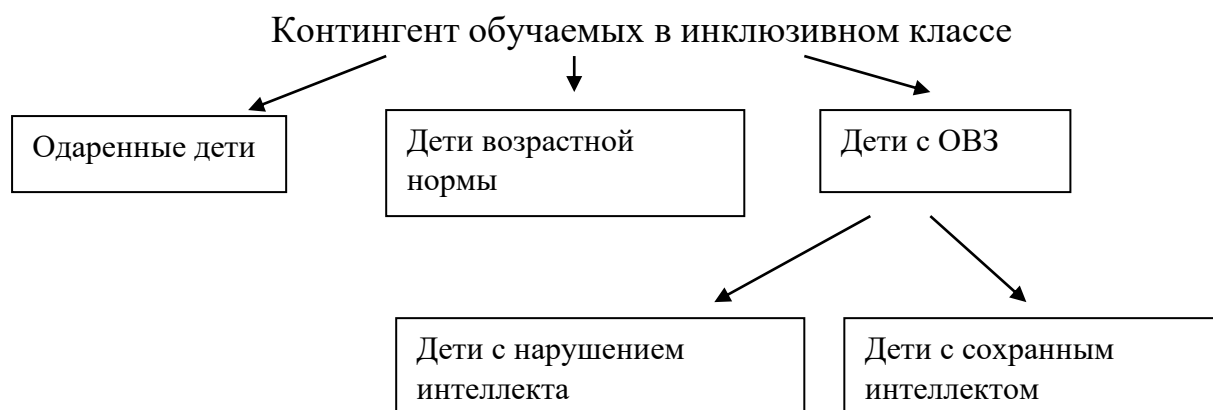 Контингент обучаемых в инклюзивном классе
Одаренные дети
Дети возрастной
нормы
Дети с ОВЗ
Дети с нарушением
интеллекта
Дети с сохранным
интеллектом